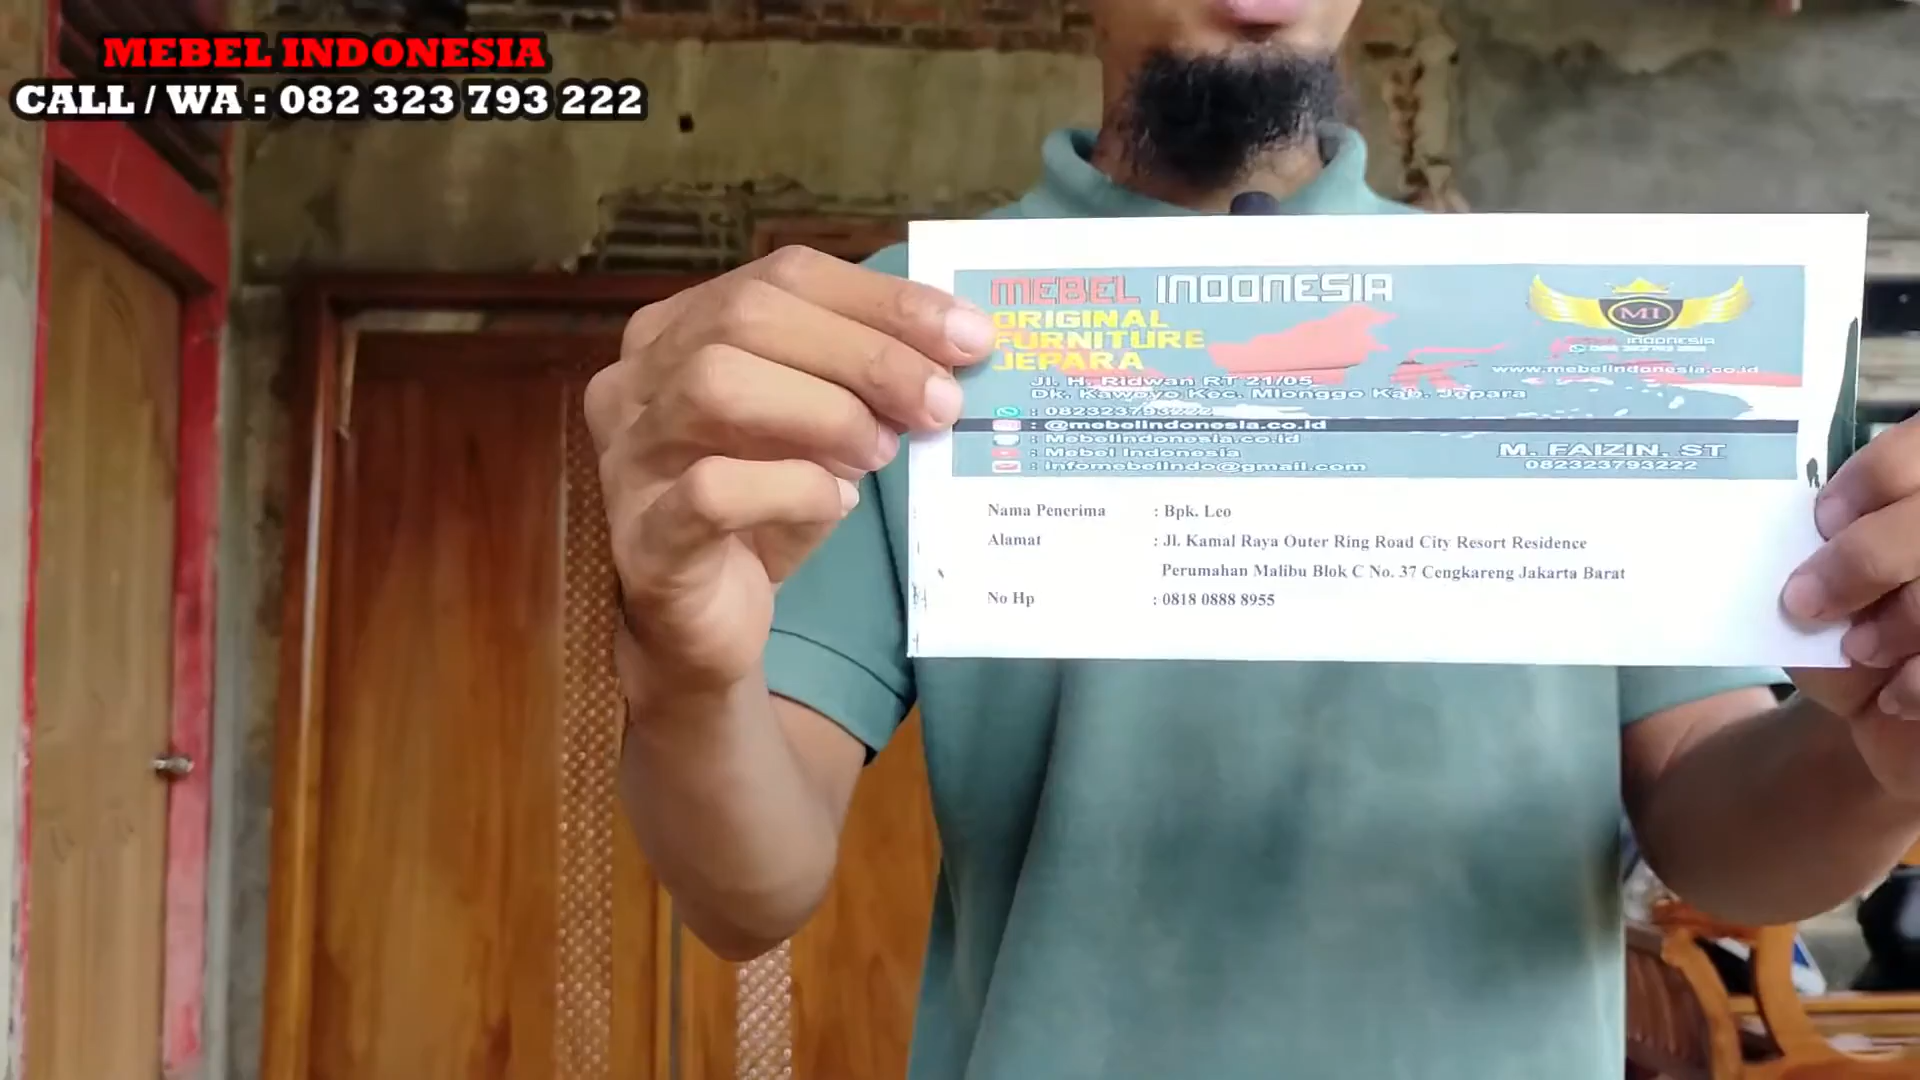 MEBEL INDONESIA
CALL / WA : 082 323 793 222
MEBEL INDONESIA
ORIGINAL
FURNITURE
JEPARA
Jl. H. Ridwan RT 21/05
Dk. Kawoyo Kec. Mlonggo Kab. Jepara
: 082323793222
: @mebelindonesia.co.id
: Mebelindonesia.co.id
: Mebel Indonesia
: infomebelindo@gmail.com
MI
INDONESIA
www.mebelindonesia.co.id
M. FAIZIN, ST
082323793222
Nama Penerima : Bpk. Leo
Alamat : Jl. Kamal Raya Outer Ring Road City Resort Residence
Perumahan Malibu Blok C No. 37 Cengkareng Jakarta Barat
No Hp : 0818 0888 8955